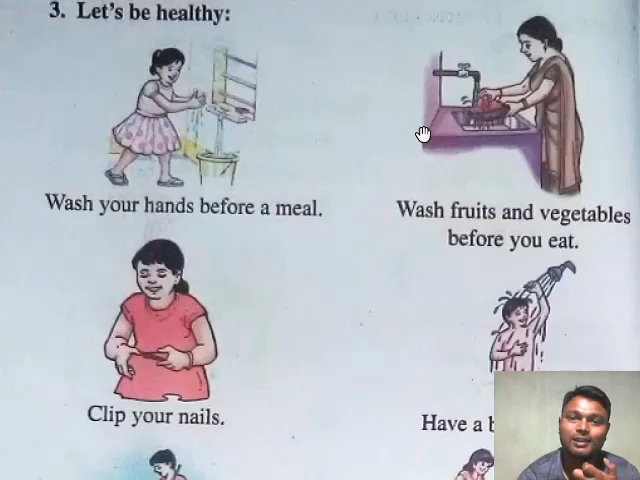 3. Let's be healthy:
Wash your hands before a meal.
Wash fruits and vegetables
before you eat.
Clip your nails.
Have a